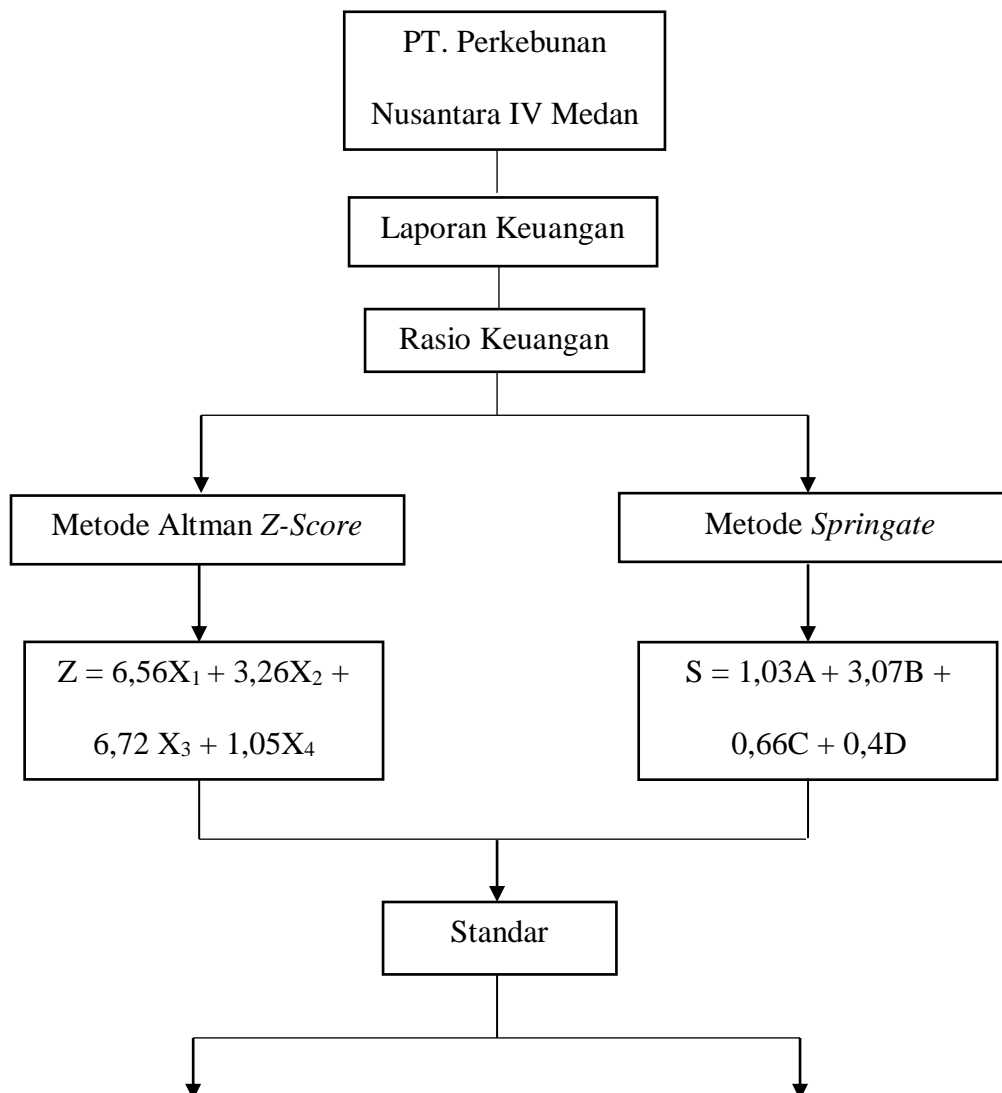 PT. Perkebunan
Nusantara IV Medan
Laporan Keuangan
Rasio Keuangan
Metode Altman Z-Score
Metode Springate
Z = 6,56X₁ + 3,26X₂ +
6,72 X₃ + 1,05X₄
S = 1,03A + 3,07B +
0,66C + 0,4D
Standar